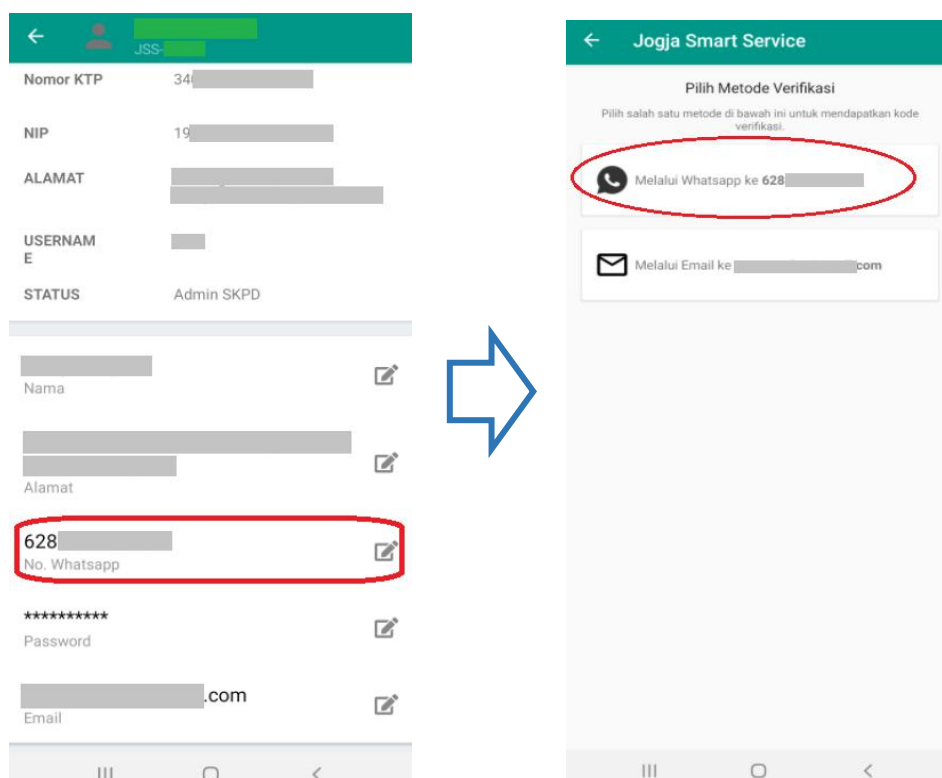 JSS-
Nomor KTP 34
NIP 19
ALAMAT
USERNAM
E
STATUS Admin SKPD
Nama
Alamat
628
No. Whatsapp
**********
Password
.com
Email
Jogja Smart Service
Pilih Metode Verifikasi
Pilih salah satu metode di bawah ini untuk mendapatkan kode
verifikasi.
Melalui Whatsapp ke 628
Melalui Email ke com